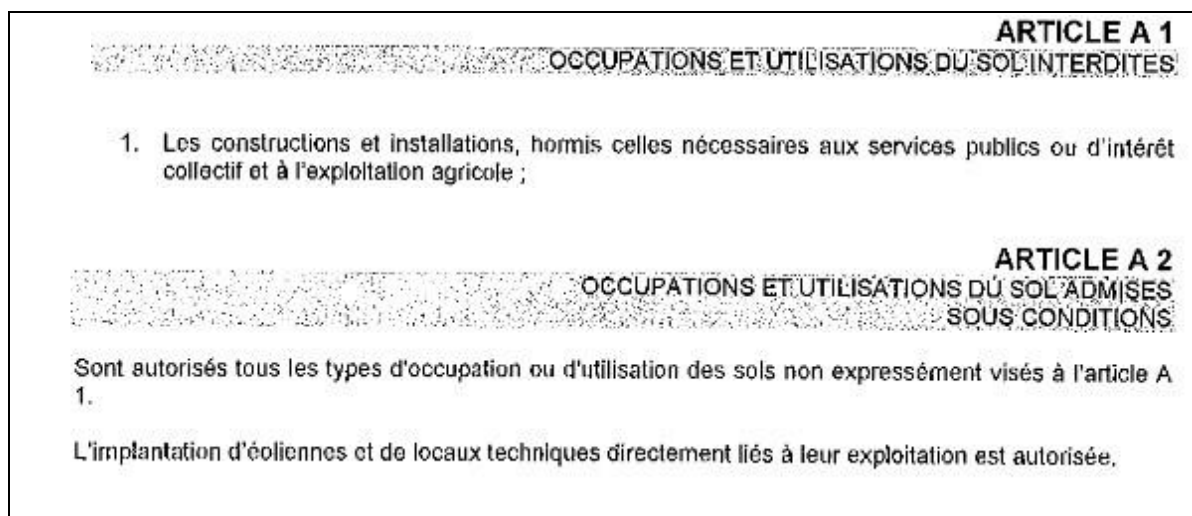 ARTICLE A 1
OCCUPATIONS ET UTILISATIONS DU SOL INTERDITES
1. Les constructions et installations, hormis celles nécessaires aux services publics ou d'intérêt
collectif et à l'exploitation agricole ;
ARTICLE A 2
OCCUPATIONS ET UTILISATIONS DU SOL ADMISES
SOUS CONDITIONS
Sont autorisés tous les types d'occupation ou d'utilisation des sols non expressément visés à l'article A
1.
L'implantation d'éoliennes et de locaux techniques directement liés à leur exploitation est autorisée.